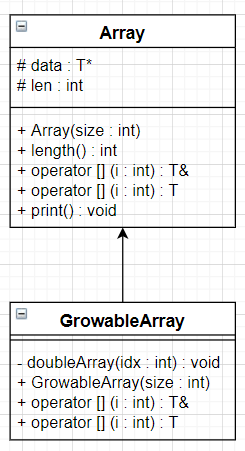 Array
# data : T*
# len : int
+ Array(size : int)
+ length() : int
+ operator [] (i : int) : T&
+ operator [] (i : int) : T
+ print() : void
GrowableArray
- doubleArray(idx : int) : void
+ GrowableArray(size : int)
+ operator [] (i : int) : T&
+ operator [] (i : int) : T